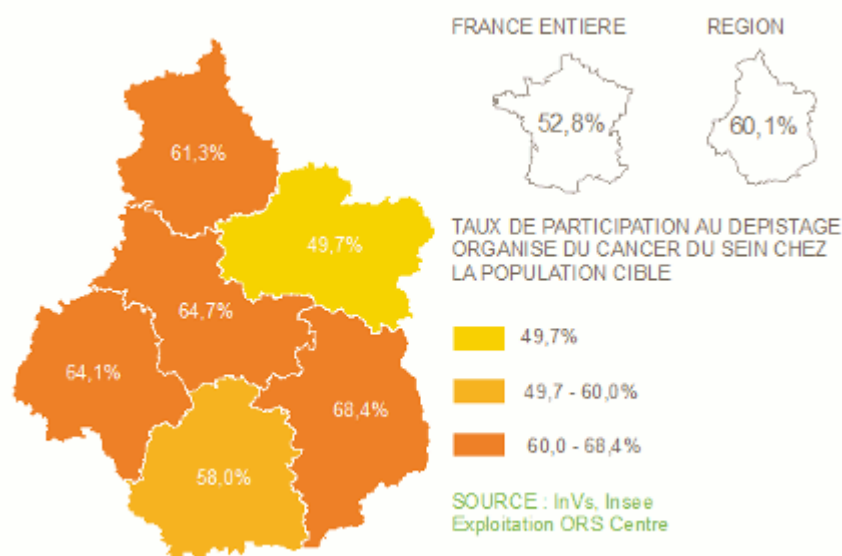 FRANCE ENTIERE
REGION
52,8%
60,1%
61,3%
49,7%
64,7%
64,1%
68,4%
58,0%
TAUX DE PARTICIPATION AU DEPISTAGE
ORGANISE DU CANCER DU SEIN CHEZ
LA POPULATION CIBLE
49,7%
49,7 - 60,0%
60,0 - 68,4%
SOURCE : InVs, Insee
Exploitation ORS Centre